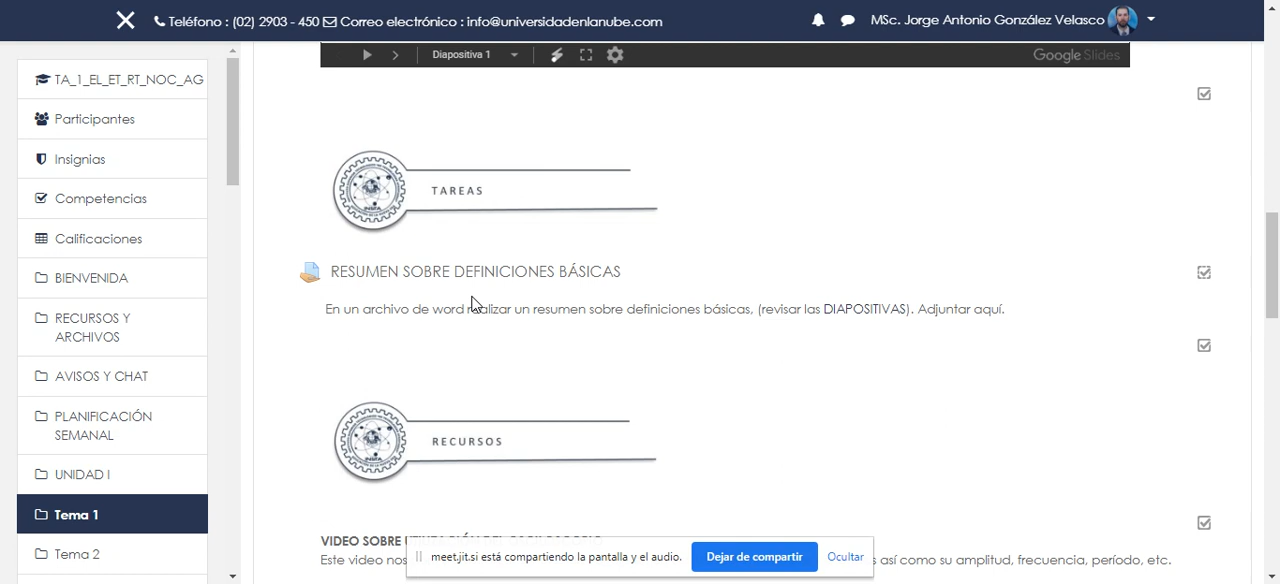 Teléfono : (02) 2903 - 450 Correo electrónico : info@universidadenlanube.com
MSc. Jorge Antonio González Velasco
TA_1_EL_ET_RT_NOC_AG
Participantes
Insignias
Competencias
Calificaciones
BIENVENIDA
RECURSOS Y
ARCHIVOS
AVISOS Y CHAT
PLANIFICACIÓN
SEMANAL
UNIDAD I
Tema 1
Tema 2
Diapositiva 1
Google Slides
TAREAS
RESUMEN SOBRE DEFINICIONES BÁSICAS
En un archivo de word realizar un resumen sobre definiciones básicas, (revisar las DIAPOSITIVAS). Adjuntar aquí.
RECURSOS
VIDEO SOBRE
Este video nos
así como su amplitud, frecuencia, período, etc.
meet.jit.si está compartiendo la pantalla y el audio.
Dejar de compartir
Ocultar